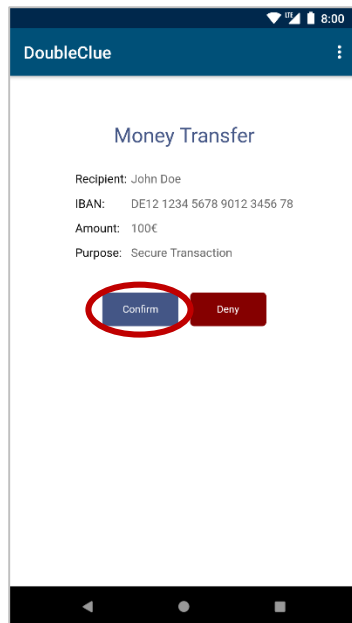 LTE 8:00
DoubleClue
Money Transfer
Recipient: John Doe
IBAN: DE12 1234 5678 9012 3456 78
Amount: 100€
Purpose: Secure Transaction
Confirm Deny